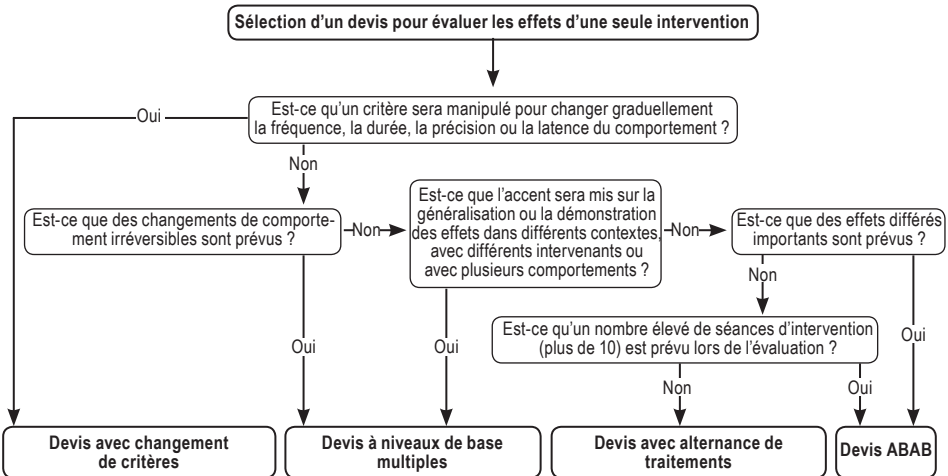 Sélection d'un devis pour évaluer les effets d'une seule intervention
Oui
Est-ce qu'un critère sera manipulé pour changer graduellement
la fréquence, la durée, la précision ou la latence du comportement ?
Non
Est-ce que des changements de comporte-
ment irréversibles sont prévus ?
Non
Est-ce que l'accent sera mis sur la
généralisation ou la démonstration
des effets dans différents contextes,
avec différents intervenants ou
avec plusieurs comportements ?
Non
Est-ce que des effets différés
importants sont prévus ?
Non
Est-ce qu'un nombre élevé de séances d'intervention
(plus de 10) est prévu lors de l'évaluation ?
Oui
Oui
Oui
Non
Oui
Devis avec changement
de critères
Devis à niveaux de base
multiples
Devis avec alternance de
traitements
Devis ABAB